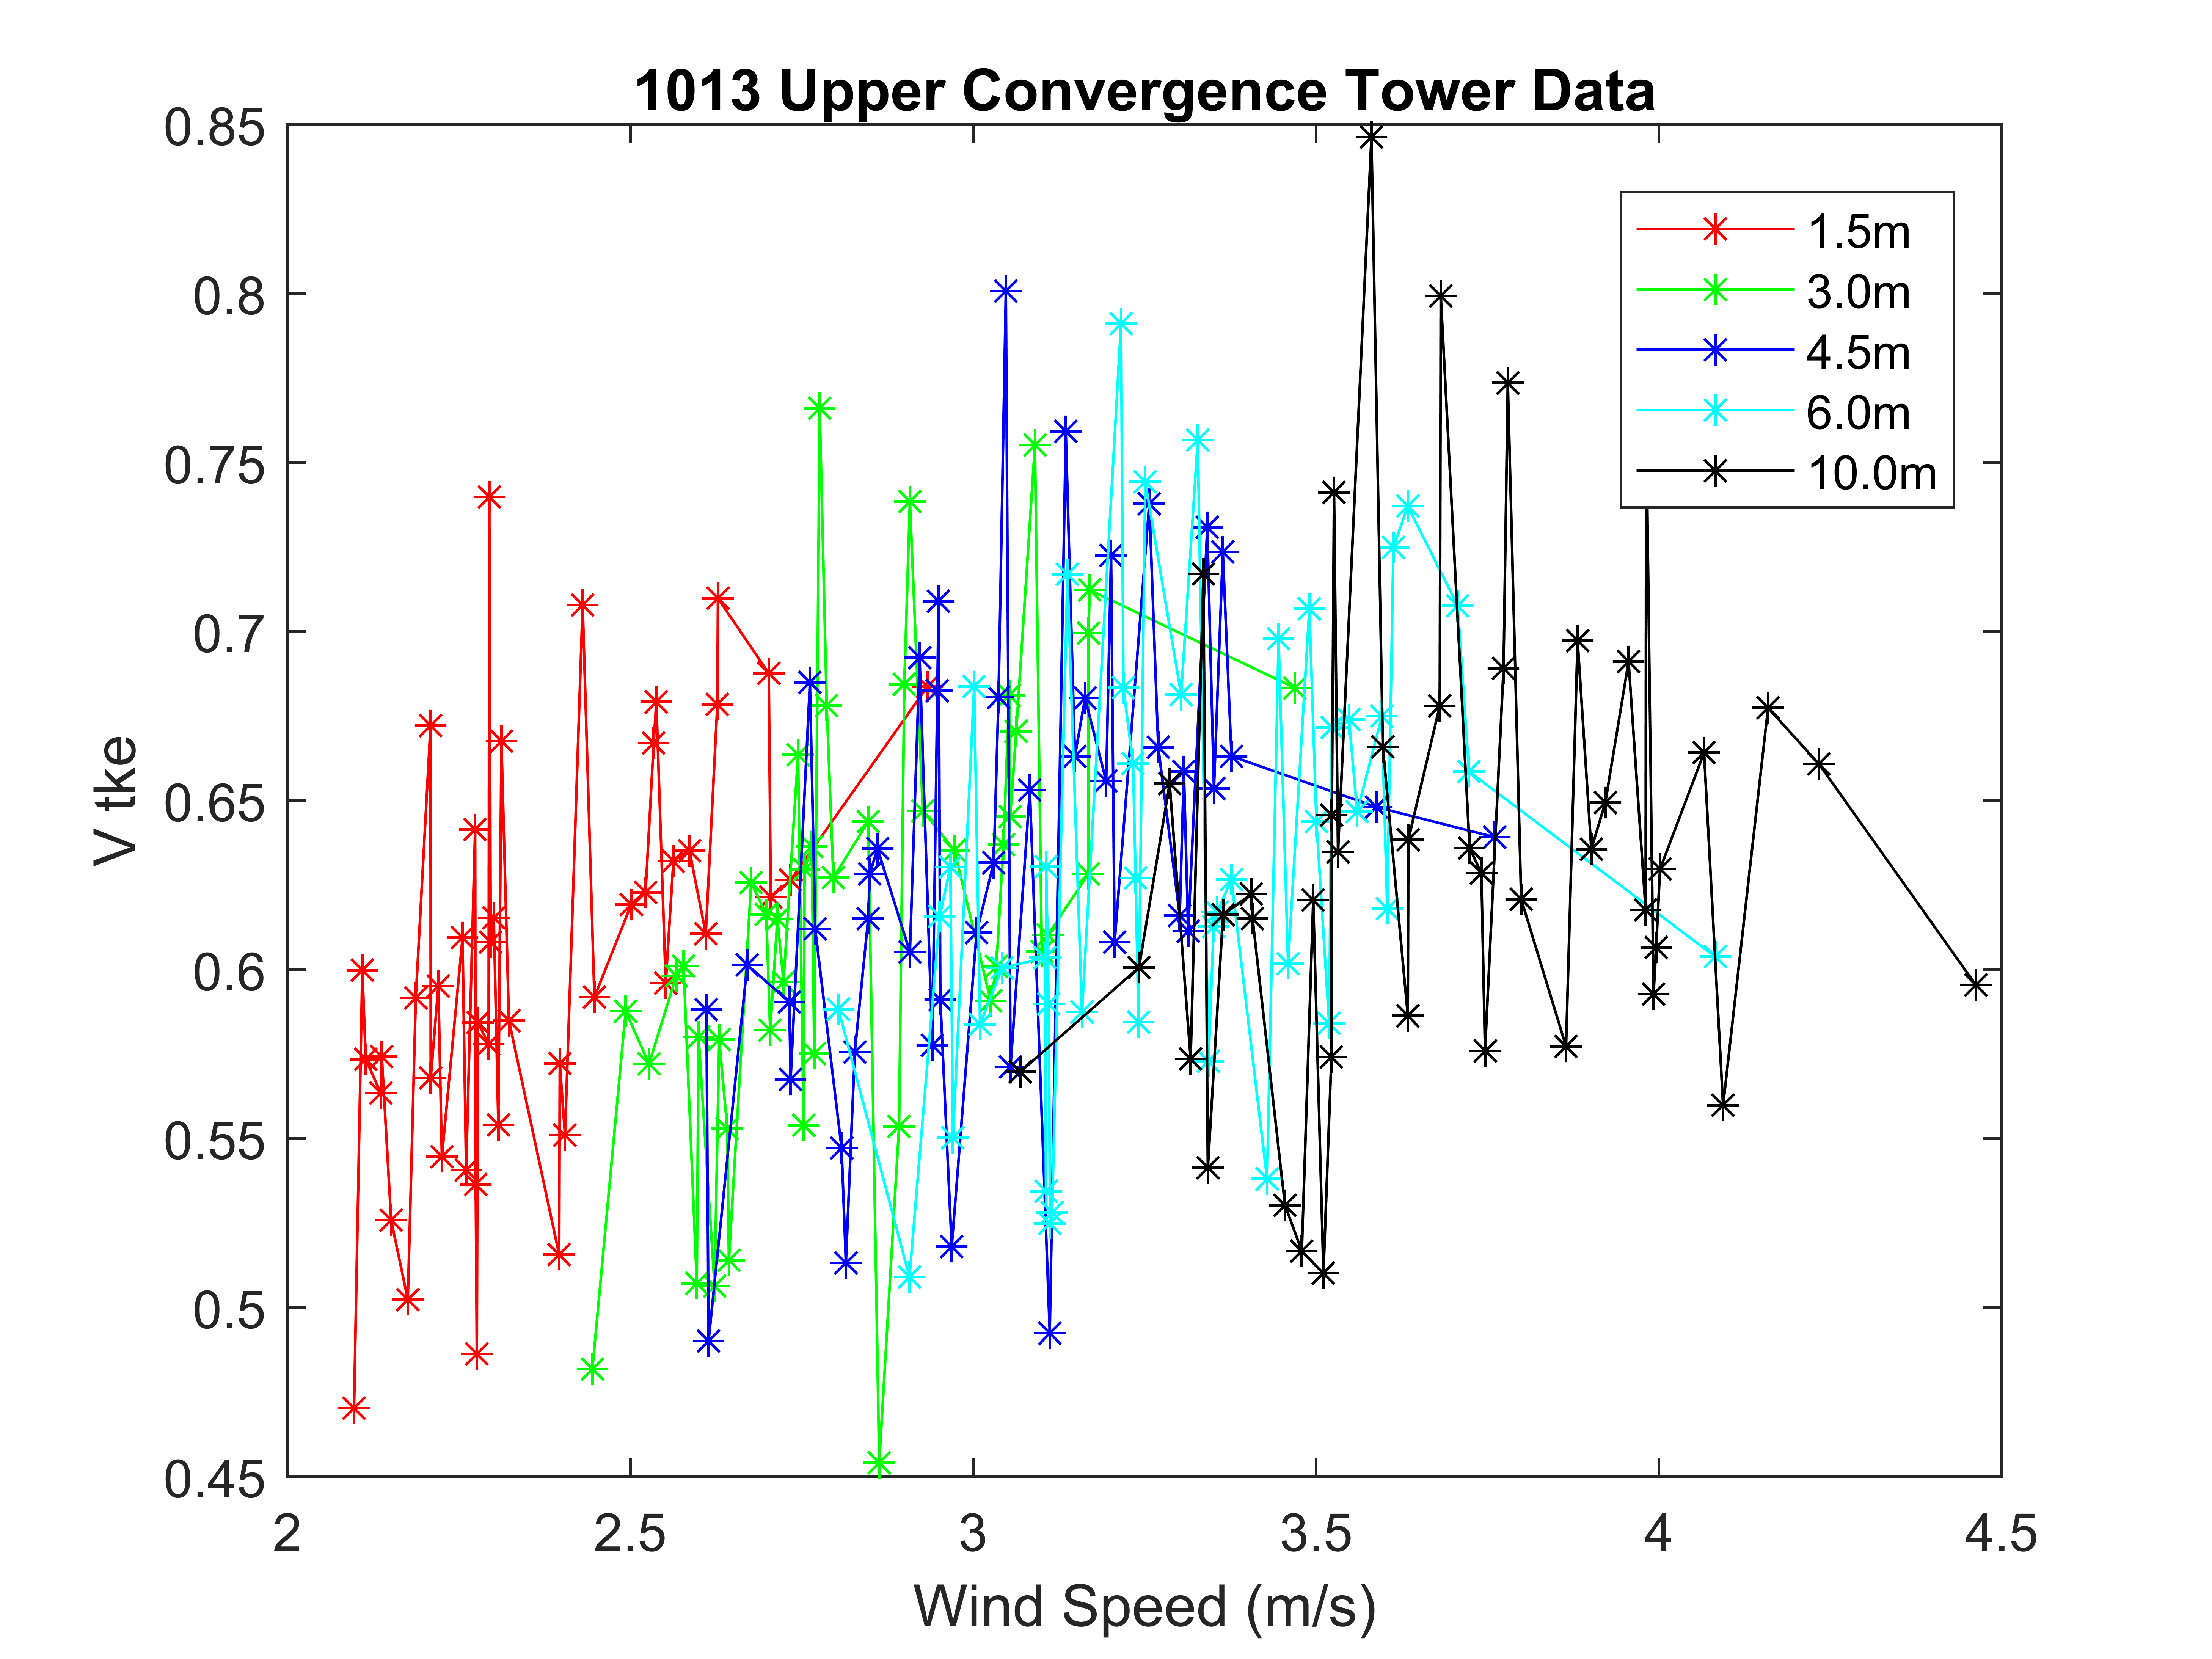 1013 Upper Convergence Tower Data
0.85
0.8
0.75
0.7
0.65
0.6
0.55
0.5
0.45
V tke
1.5m
3.0m
4.5m
6.0m
10.0m
2 2.5 3 3.5 4 4.5
Wind Speed (m/s)